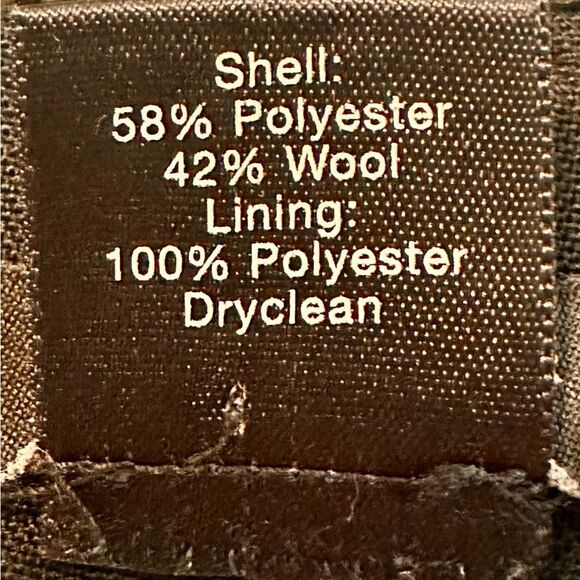 Shell:
58% Polyester
42% Wool
Lining:
100% Polyester
Dryclean